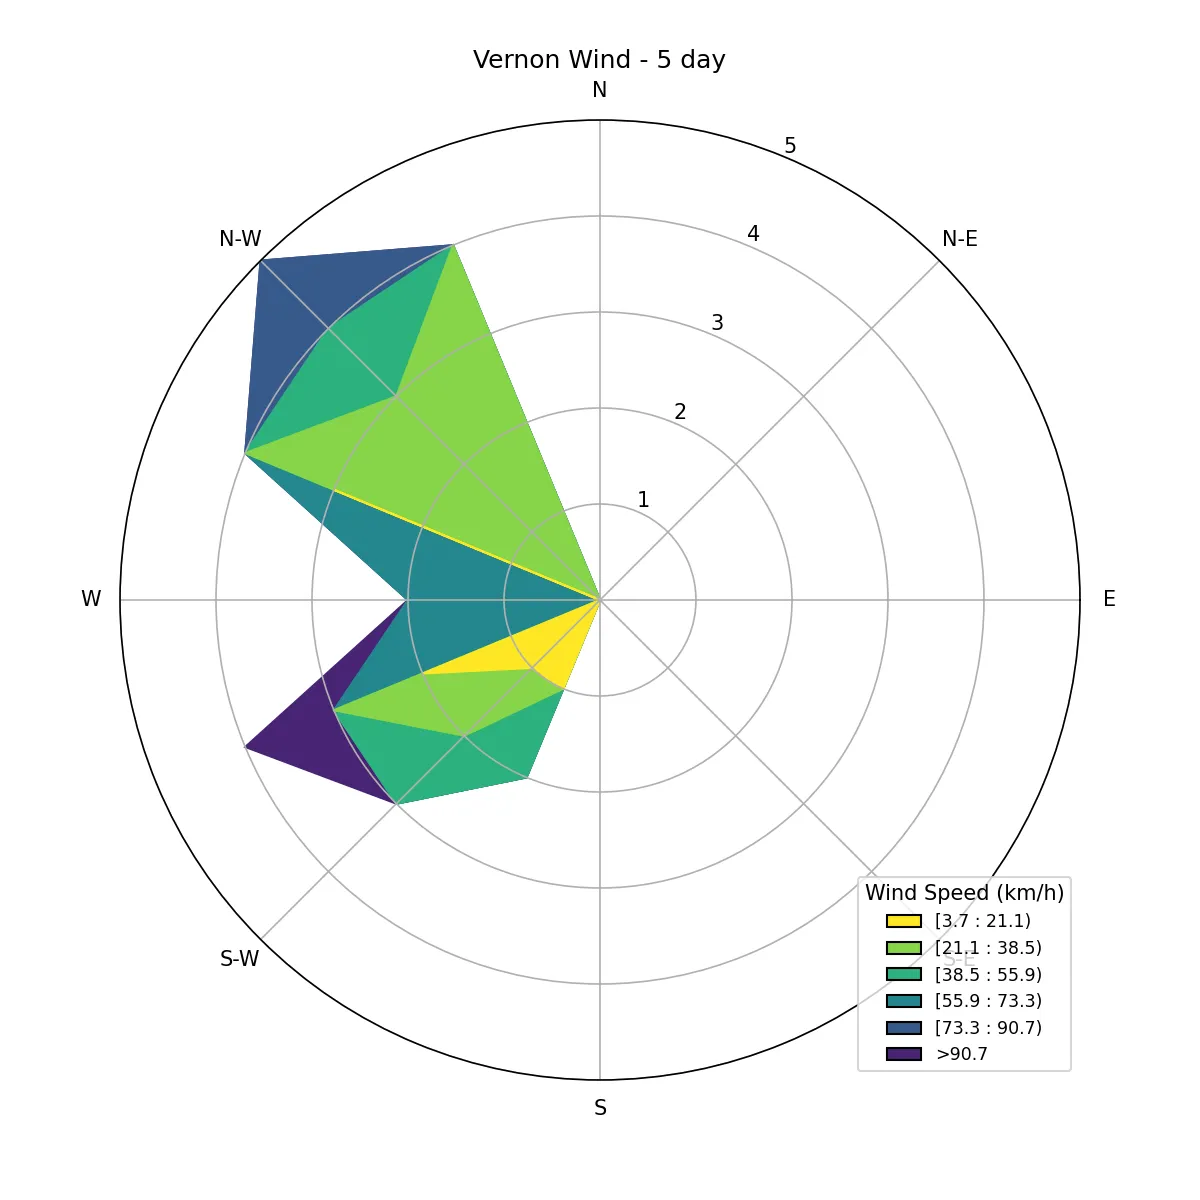 Vernon Wind - 5 day
N
5
N-W
N-E
4
3
2
1
W
E
S-W
S-E
Wind Speed (km/h)
[3.7 : 21.1)
[21.1 : 38.5)
[38.5 : 55.9)
[55.9 : 73.3)
[73.3 : 90.7)
>90.7
S